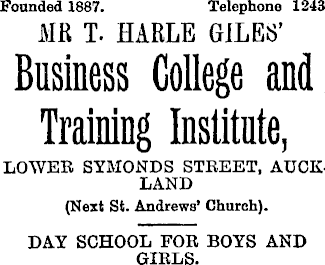 Founded 1887. Telephone 1243
MR T. HARLE GILES'
Business College and
Training Institute,
LOWER SYMONDS STREET, AUCK-
LAND
(Next St. Andrews' Church).
DAY SCHOOL FOR BOYS AND
GIRLS.